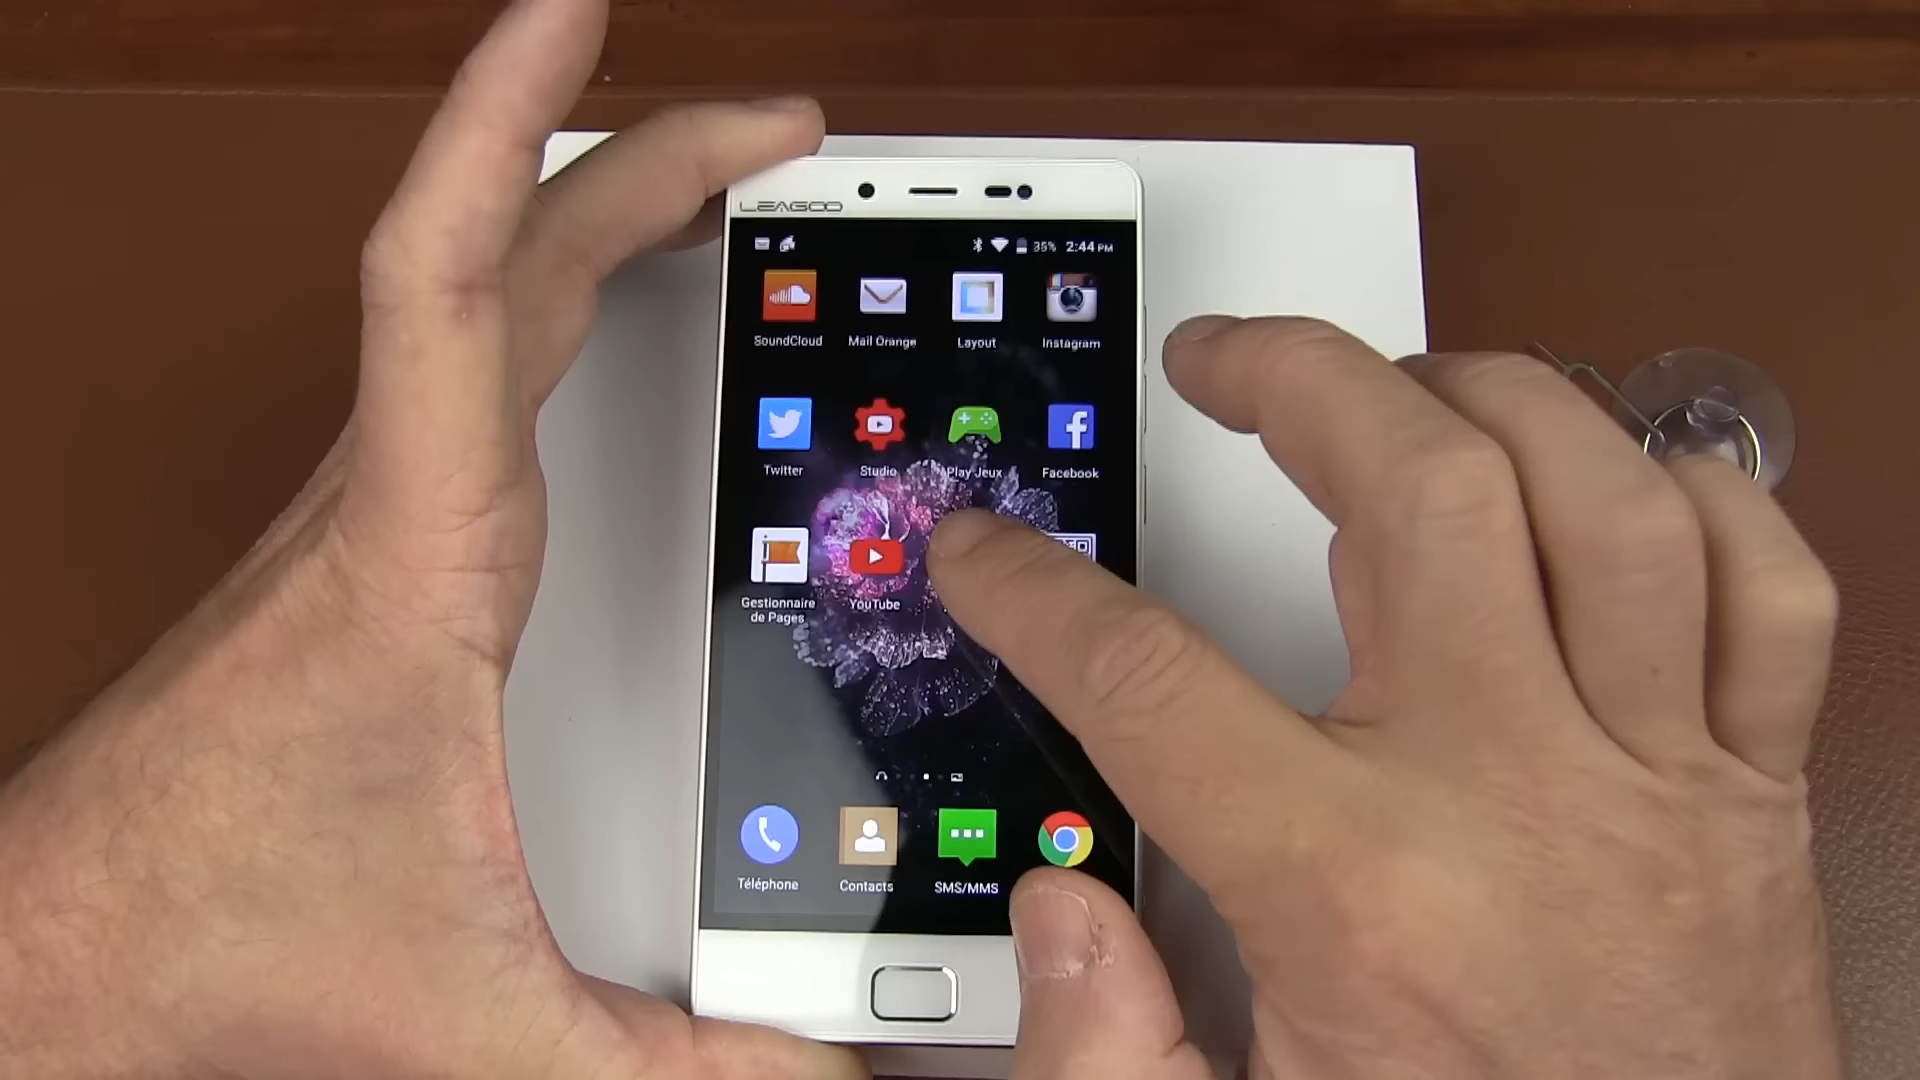 LEAGOO
35% 2:44 PM
SoundCloud Mail Orange Layout Instagram
Twitter Studio Play Jeux Facebook
Gestionnaire
de Pages
YouTube
Téléphone Contacts SMS/MMS